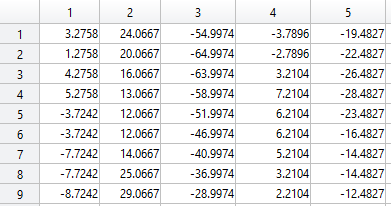 1 2 3 4 5
1 3.2758 24.0667 -54.9974 -3.7896 -19.4827
2 1.2758 20.0667 -64.9974 -2.7896 -22.4827
3 4.2758 16.0667 -63.9974 3.2104 -26.4827
4 5.2758 13.0667 -58.9974 7.2104 -28.4827
5 -3.7242 12.0667 -51.9974 6.2104 -23.4827
6 -3.7242 12.0667 -46.9974 6.2104 -16.4827
7 -7.7242 14.0667 -40.9974 5.2104 -14.4827
8 -7.7242 25.0667 -36.9974 3.2104 -14.4827
9 -8.7242 29.0667 -28.9974 2.2104 -12.4827